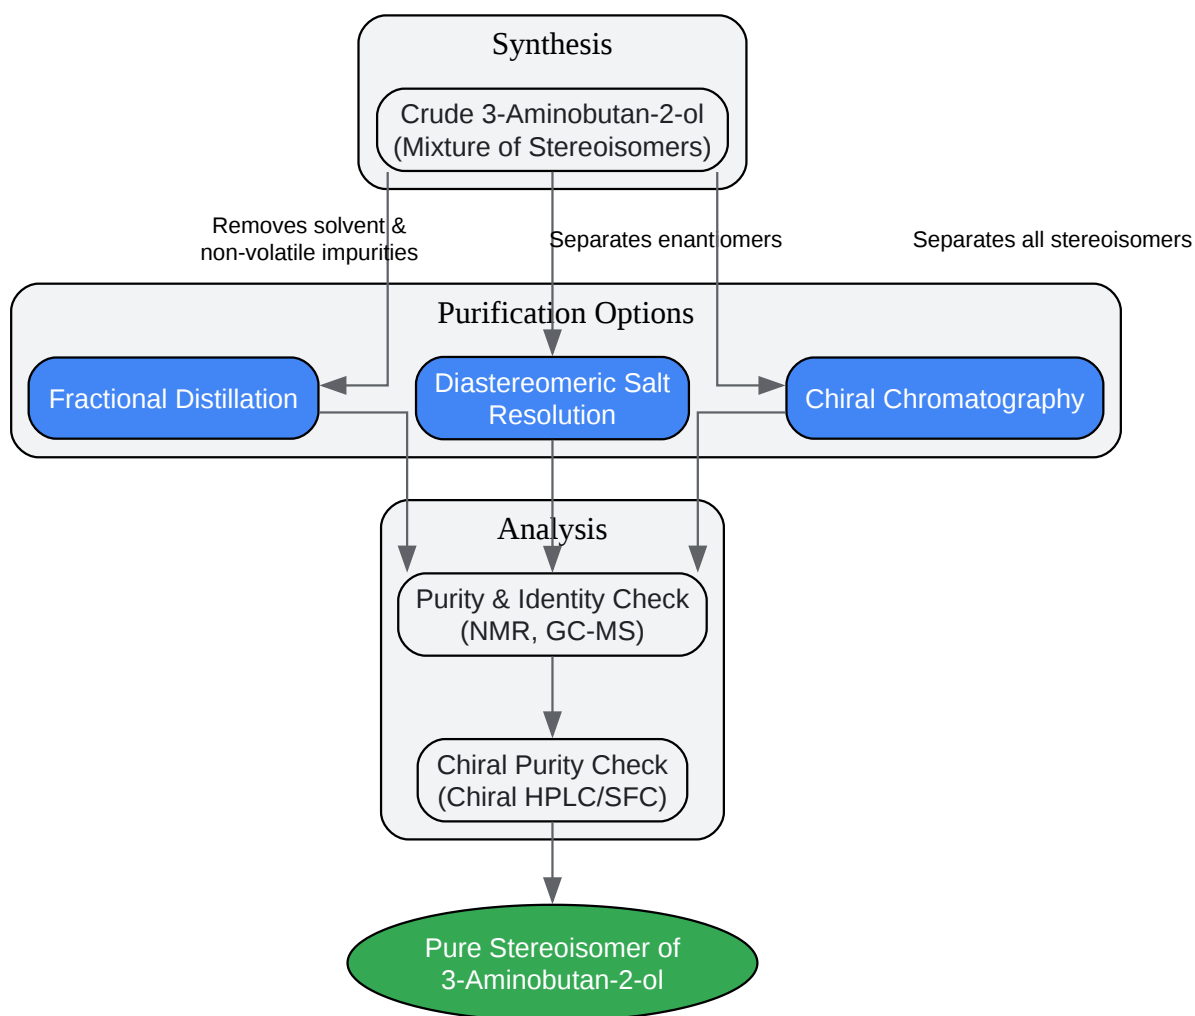 Synthesis
Crude 3-Aminobutan-2-ol
(Mixture of Stereoisomers)
Removes solvent &
non-volatile impurities
Separates enantiomers
Separates all stereoisomers
Purification Options
Fractional Distillation
Diastereomeric Salt
Resolution
Chiral Chromatography
Analysis
Purity & Identity Check
(NMR, GC-MS)
Chiral Purity Check
(Chiral HPLC/SFC)
Pure Stereoisomer of
3-Aminobutan-2-ol